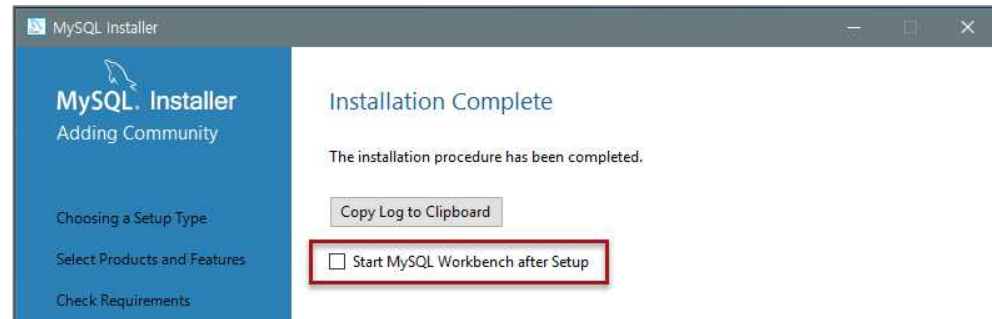 MySQL Installer
MySQL. Installer
Adding Community
Choosing a Setup Type
Select Products and Features
Check Requirements
Installation Complete
The installation procedure has been completed.
Copy Log to Clipboard
Start MySQL Workbench after Setup